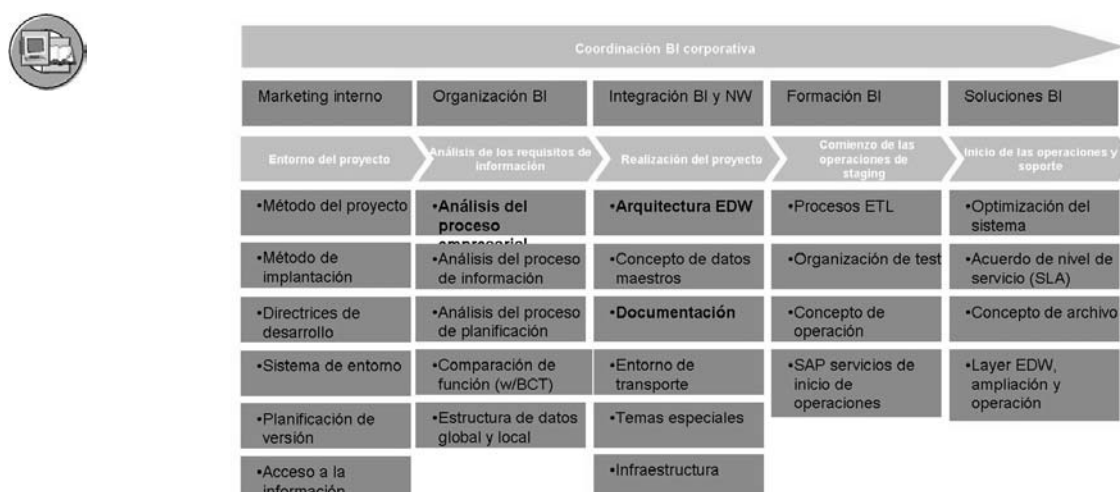 Coordinación BI corporativa
Marketing interno
Organización BI
Integración BI y NW
Formación BI
Soluciones BI
Entorno del proyecto
Análisis de los requisitos de
información
Realización del proyecto
Comienzo de las
operaciones de
staging
Inicio de las operaciones y
soporte
•Método del proyecto
•Análisis del
proceso
empresarial
•Arquitectura EDW
•Procesos ETL
•Optimización del
sistema
•Método de
implantación
•Análisis del proceso
de información
•Concepto de datos
maestros
•Organización de test
•Acuerdo de nivel de
servicio (SLA)
•Directrices de
desarrollo
•Análisis del proceso
de planificación
•Documentación
•Concepto de
operación
•Concepto de archivo
•Sistema de entorno
•Comparación de
función (w/BCT)
•Entorno de
transporte
•SAP servicios de
inicio de
operaciones
•Layer EDW,
ampliación y
operación
•Planificación de
versión
•Estructura de datos
global y local
•Temas especiales
•Acceso a la
información
•Infraestructura